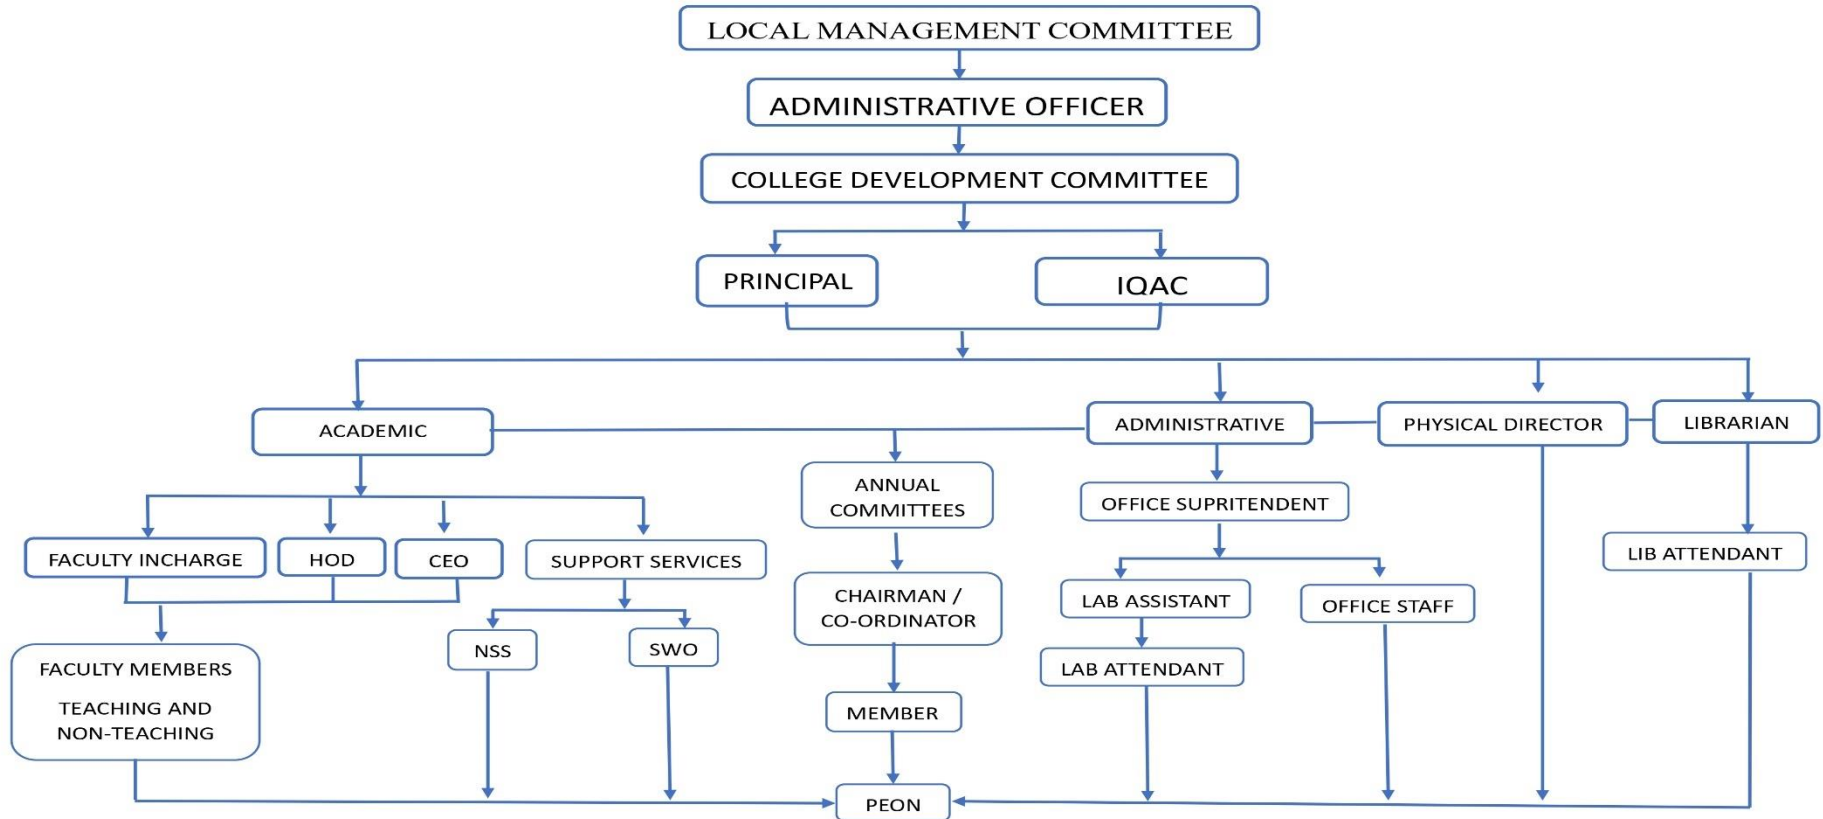 LOCAL MANAGEMENT COMMITTEE
ADMINISTRATIVE OFFICER
COLLEGE DEVELOPMENT COMMITTEE
PRINCIPAL
IQAC
ACADEMIC
ADMINISTRATIVE
PHYSICAL DIRECTOR
LIBRARIAN
ANNUAL
COMMITTEES
OFFICE SUPRITENDENT
FACULTY INCHARGE
HOD
CEO
SUPPORT SERVICES
LIB ATTENDANT
CHAIRMAN /
CO-ORDINATOR
LAB ASSISTANT
OFFICE STAFF
NSS
SWO
FACULTY MEMBERS
TEACHING AND
NON-TEACHING
LAB ATTENDANT
MEMBER
PEON